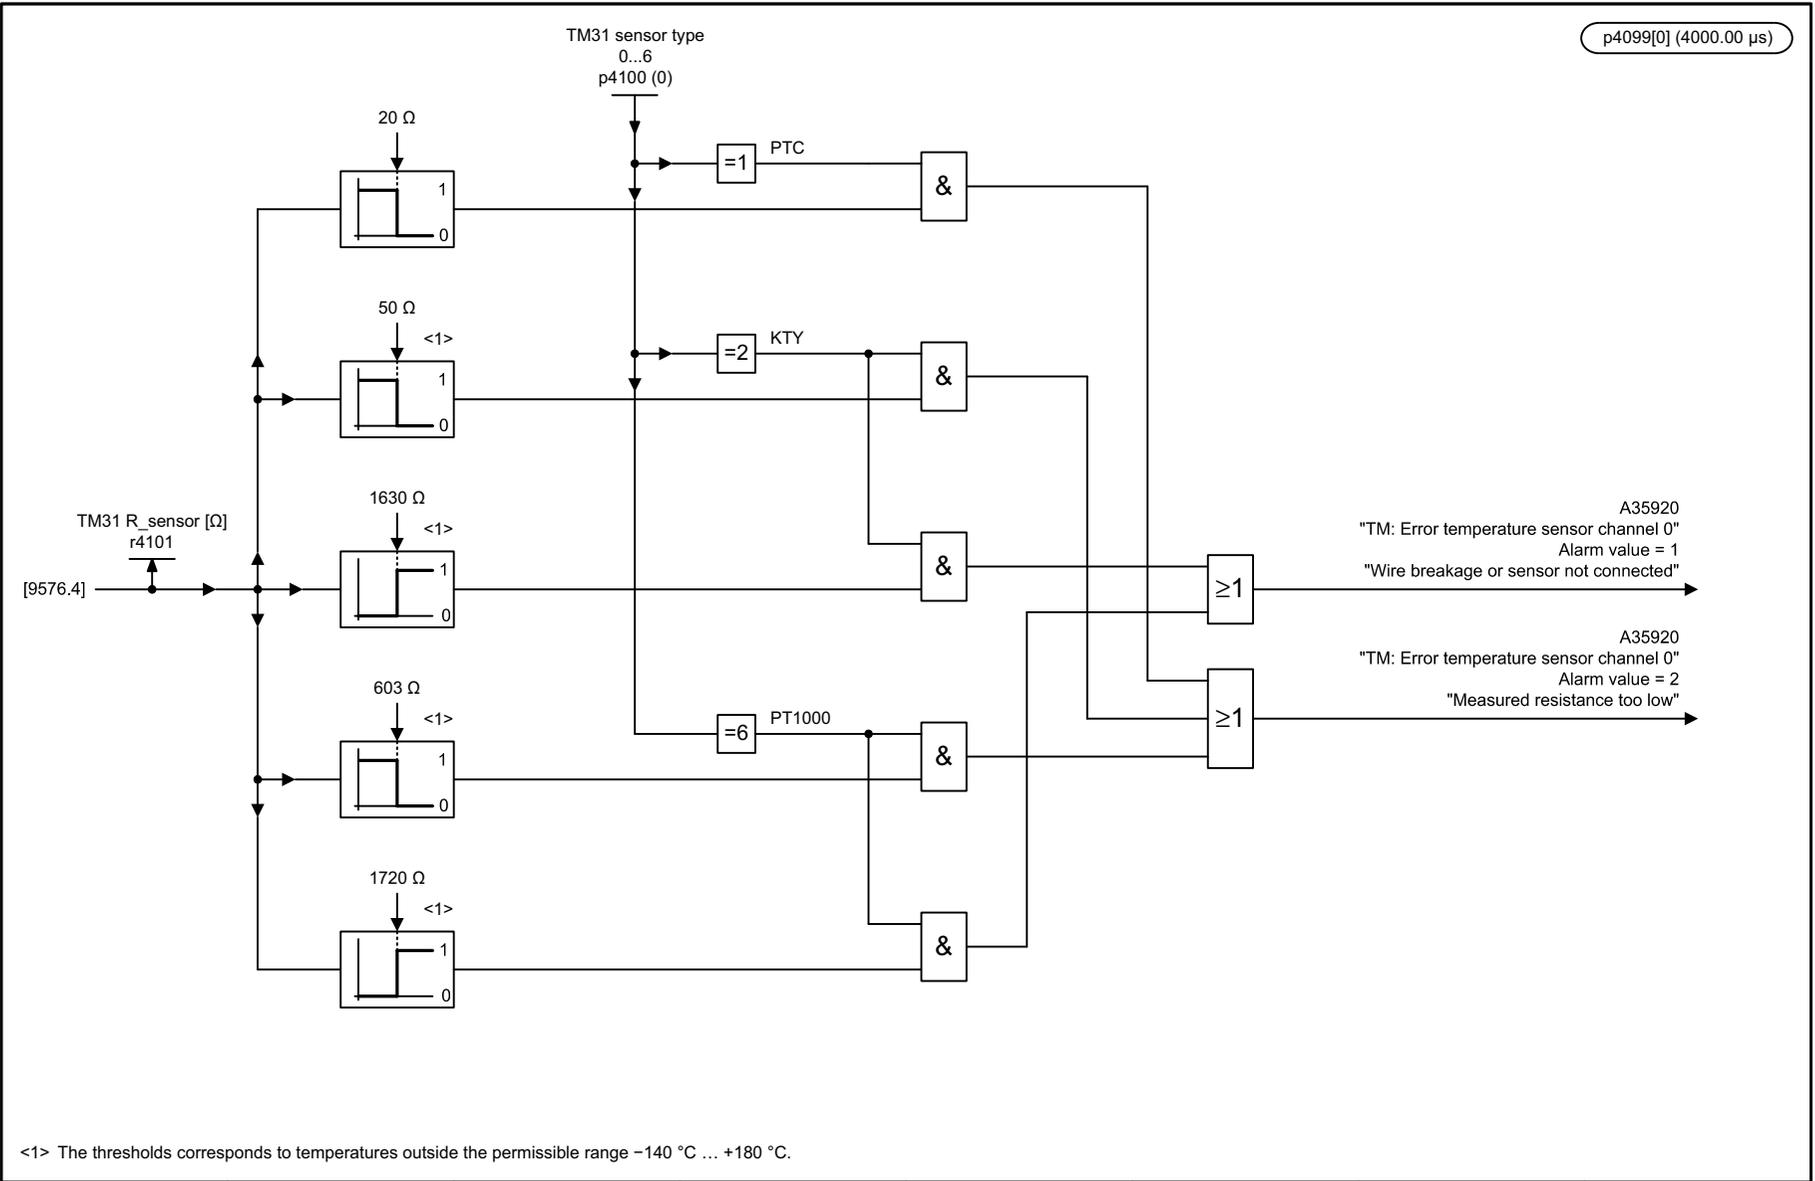 TM31 sensor type
0...6
p4100 (0)
p4099[0] (4000.00 µs)
20 Ω
1
0
=1
PTC
&
50 Ω
<1>
1
0
=2
KTY
&
1630 Ω
<1>
1
0
&
TM31 R_sensor [Ω]
r4101
[9576.4]
≥1
A35920
"TM: Error temperature sensor channel 0"
Alarm value = 1
"Wire breakage or sensor not connected"
603 Ω
<1>
1
0
=6
PT1000
&
≥1
A35920
"TM: Error temperature sensor channel 0"
Alarm value = 2
"Measured resistance too low"
1720 Ω
<1>
1
0
&
<1> The thresholds corresponds to temperatures outside the permissible range −140 °C … +180 °C.